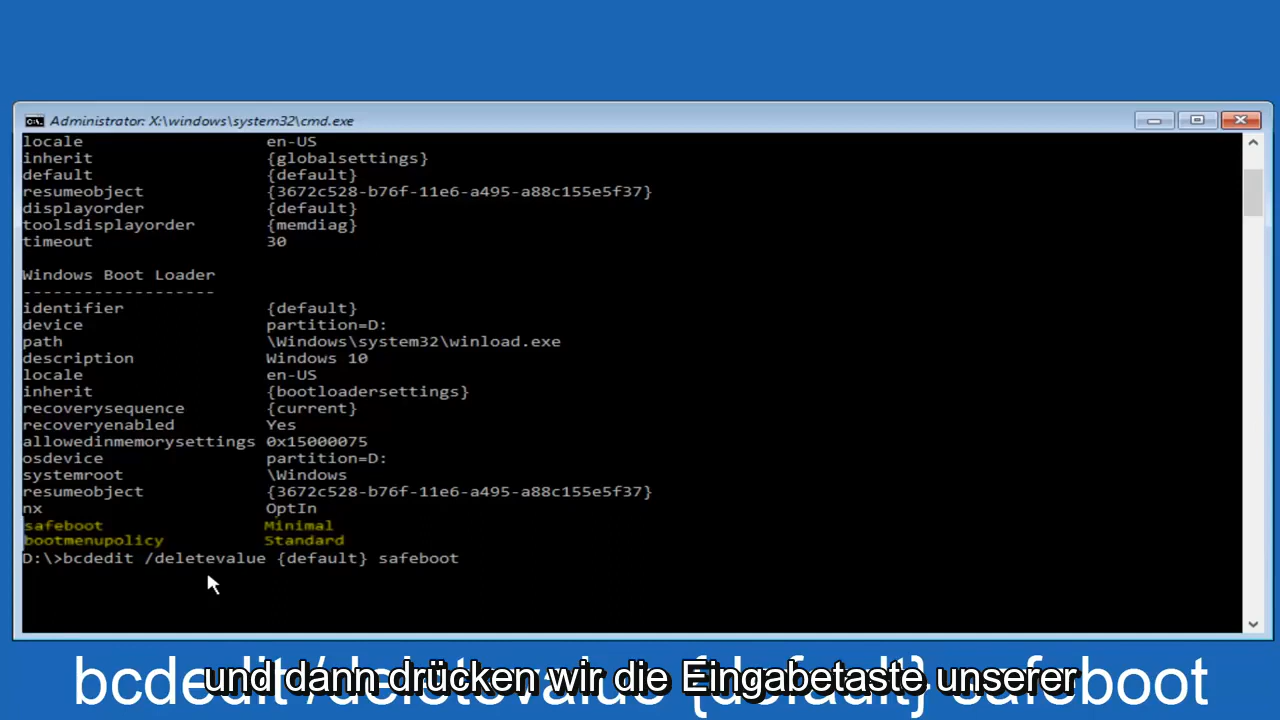 Administrator: X:\windows\system32\cmd.exe
locale en-US
inherit {globalsettings}
default {default}
resumeobject {3672c528-b76f-11e6-a495-a88c155e5f37}
displayorder {default}
toolsdisplayorder {memdiag}
timeout 30
Windows Boot Loader
-------------------
identifier {default}
device partition=D:
path \Windows\system32\winload.exe
description Windows 10
locale en-US
inherit {bootloadersettings}
recoverysequence {current}
recoveryenabled Yes
allowedinmemorysettings 0x15000075
osdevice partition=D:
systemroot \Windows
resumeobject {3672c528-b76f-11e6-a495-a88c155e5f37}
nx OptIn
safeboot Minimal
bootmenupolicy Standard
D:\>bcdedit /deletevalue {default} safeboot
bcdedit /deletevalue {default} safeboot
und dann drücken wir die Eingabetaste unserer